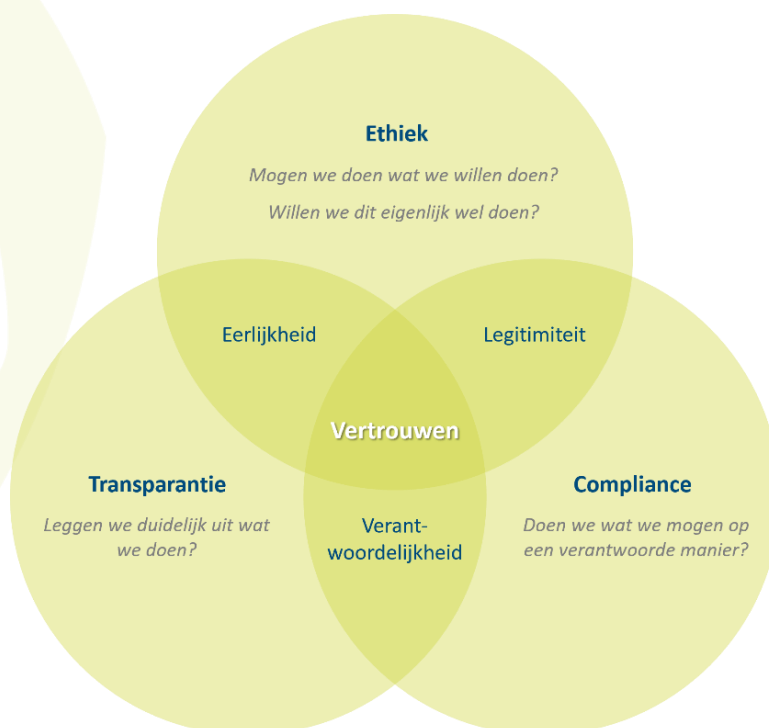 Ethiek
Mogen we doen wat we willen doen?
Willen we dit eigenlijk wel doen?
Eerlijkheid
Legitimiteit
Vertrouwen
Transparantie
Leggen we duidelijk uit wat
we doen?
Verant-
woordelijkheid
Compliance
Doen we wat we mogen op
een verantwoorde manier?